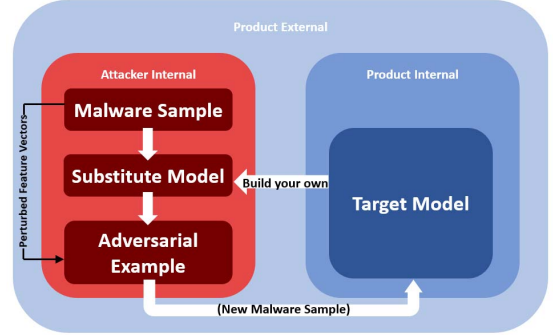 Product External
Attacker Internal
Product Internal
Malware Sample
Perturbed Feature Vectors
Substitute Model
Build your own
Target Model
Adversarial
Example
(New Malware Sample)